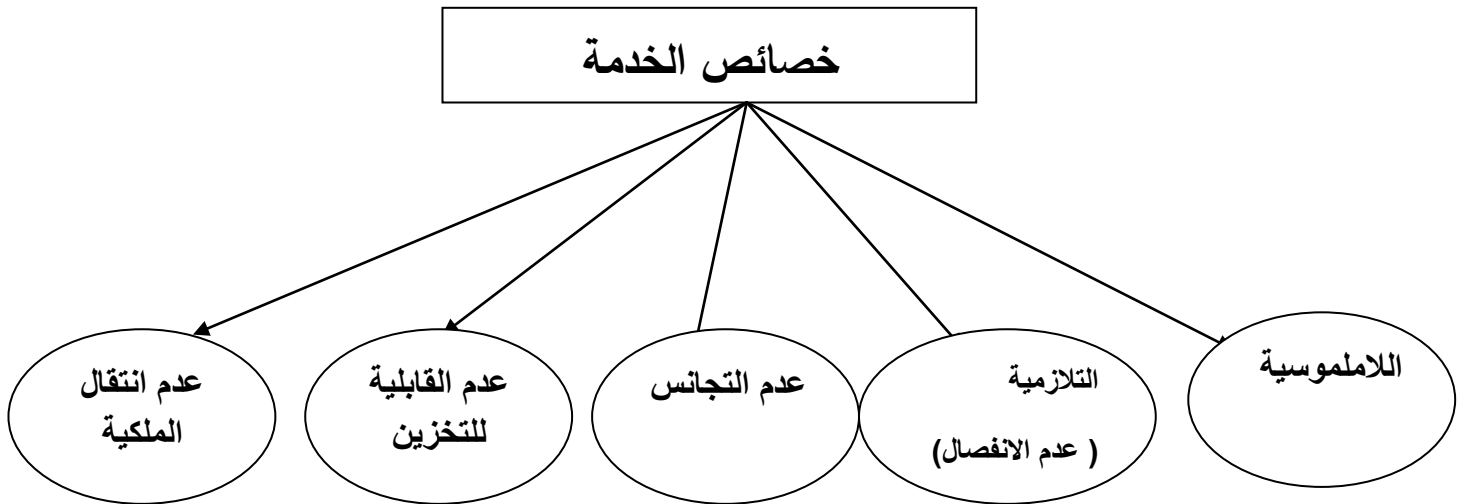 خصائص الخدمة
اللاملموسية
التلازمية
( عدم الانفصال)
عدم التجانس
عدم القابلية
للتخزين
عدم انتقال
الملكية